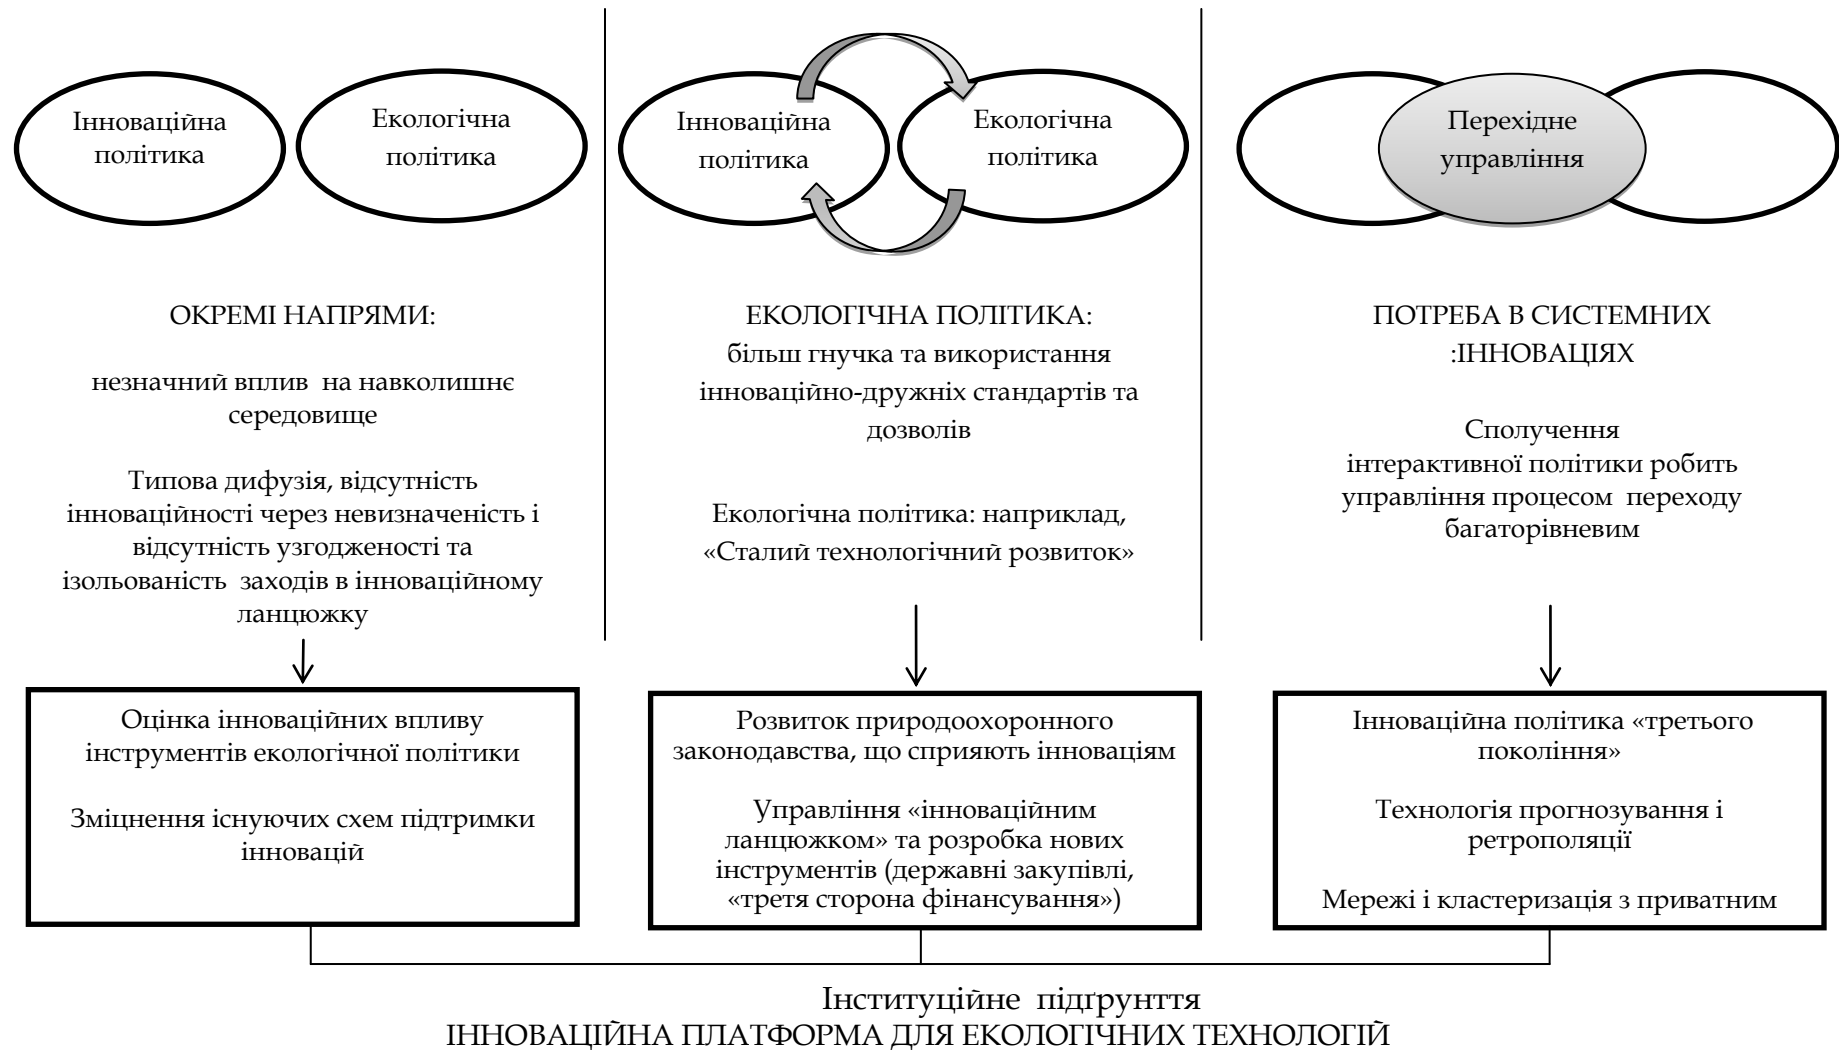 Інноваційна
політика
Екологічна
політика
Інноваційна
політика
Екологічна
політика
Перехідне
управління
ОКРЕМІ НАПРЯМИ:
незначний вплив на навколишнє
середовище
Типова дифузія, відсутність
інноваційності через невизначеність і
відсутність узгодженості та
ізольованість заходів в інноваційному
ланцюжку
ЕКОЛОГІЧНА ПОЛІТИКА:
більш гнучка та використання
інноваційно-дружніх стандартів та
дозволів
Екологічна політика: наприклад,
«Сталий технологічний розвиток»
ПОТРЕБА В СИСТЕМНИХ
:ІННОВАЦІЯХ
Сполучення
інтерактивної політики робить
управління процесом переходу
багаторівневим
Оцінка інноваційних впливу
інструментів екологічної політики
Зміцнення існуючих схем підтримки
інновацій
Розвиток природоохоронного
законодавства, що сприяють інноваціям
Управління «інноваційним
ланцюжком» та розробка нових
інструментів (державні закупівлі,
«третя сторона фінансування»)
Інноваційна політика «третього
покоління»
Технологія прогнозування і
ретрополяції
Мережі і кластеризація з приватним
Інституційне підґрунття
ІННОВАЦІЙНА ПЛАТФОРМА ДЛЯ ЕКОЛОГІЧНИХ ТЕХНОЛОГІЙ